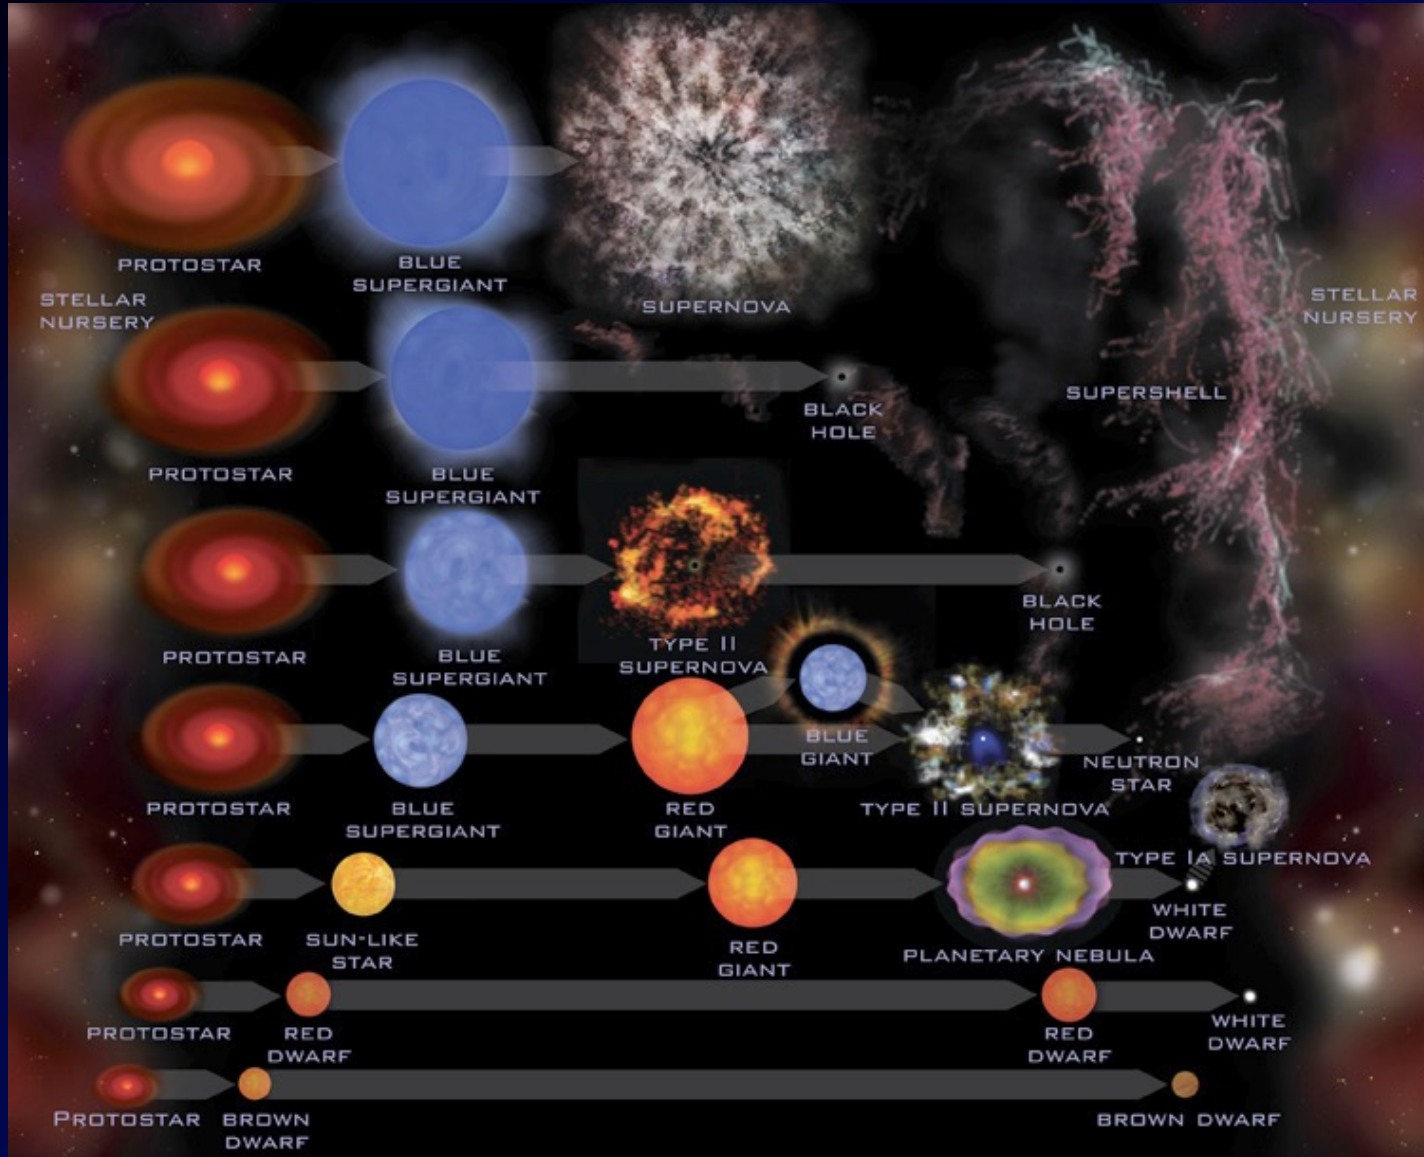 PROTOSTAR
BLUE
SUPERGIANT
SUPERNOVA
STELLAR
NURSERY
STELLAR
NURSERY
PROTOSTAR
BLUE
SUPERGIANT
BLACK
HOLE
SUPERSHELL
PROTOSTAR
BLUE
SUPERGIANT
TYPE II
SUPERNOVA
BLACK
HOLE
PROTOSTAR
BLUE
SUPERGIANT
RED
GIANT
BLUE
GIANT
TYPE II SUPERNOVA
NEUTRON
STAR
PROTOSTAR
SUN-LIKE
STAR
RED
GIANT
PLANETARY NEBULA
TYPE IA SUPERNOVA
WHITE
DWARF
PROTOSTAR
RED
DWARF
RED
DWARF
WHITE
DWARF
PROTOSTAR
BROWN
DWARF
BROWN DWARF